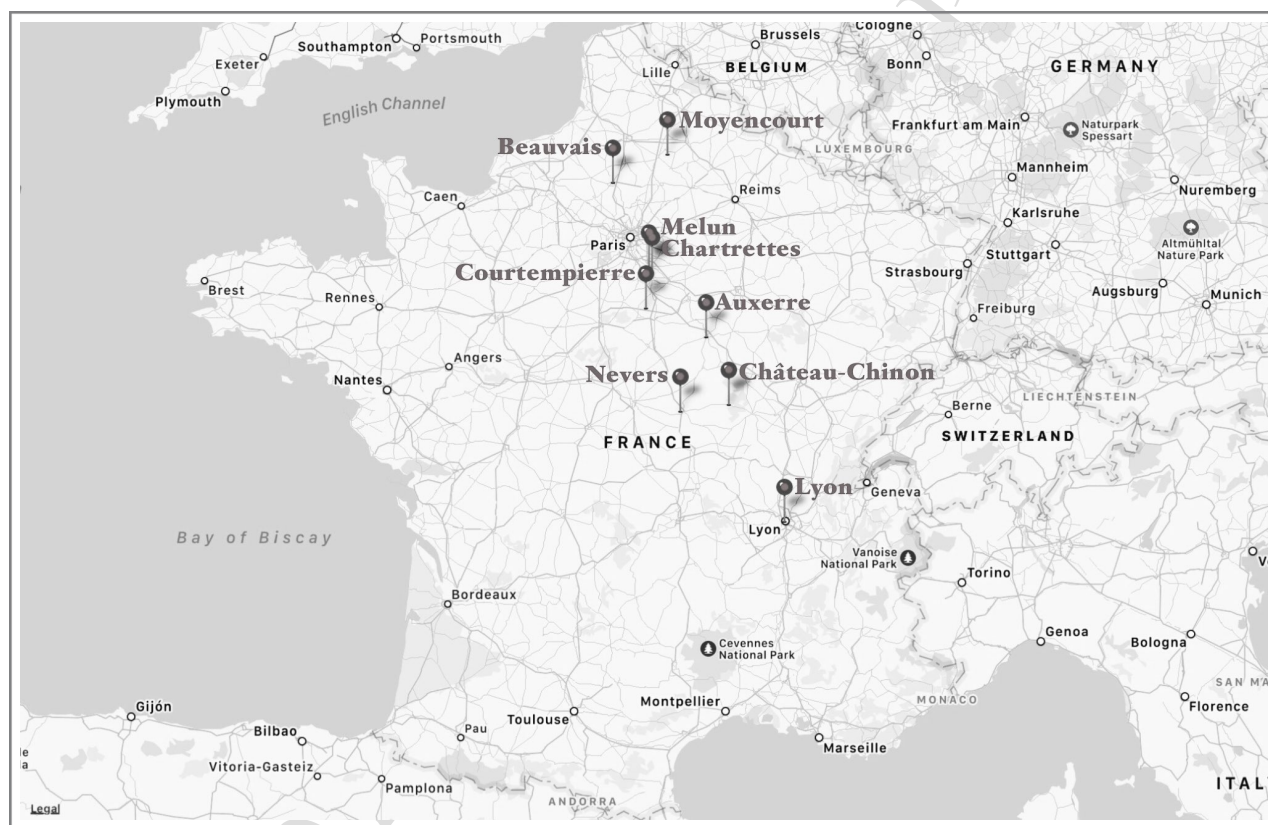 Cologne
Southampton
Portsmouth
Brussels
Exeter
Lille
BELGIUM
Bonn
GERMANY
Plymouth
English Channel
Moyencourt
Frankfurt am Main
Naturpark
Spessart
Beauvais
LUXEMBOURG
Mannheim
Caen
Reims
Nuremberg
Karlsruhe
Melun
Paris
Chartrettes
Stuttgart
Altmühltal
Nature Park
Courtempierre
Strasbourg
Brest
Rennes
Auxerre
Augsburg
Munich
Freiburg
Angers
Nevers
Château-Chinon
Nantes
LIECHTENSTEIN
Berne
FRANCE
SWITZERLAND
Lyon
Geneva
Lyon
Bay of Biscay
Vanoise
National Park
Torino
Bordeaux
Genoa
Bologna
Cevennes
National Park
SAN MA
Montpellier
MONACO
Gijón
Toulouse
Florence
Bilbao
Pau
Marseille
Vitoria-Gasteiz
Pamplona
ITAL
ANDORRA
Legal